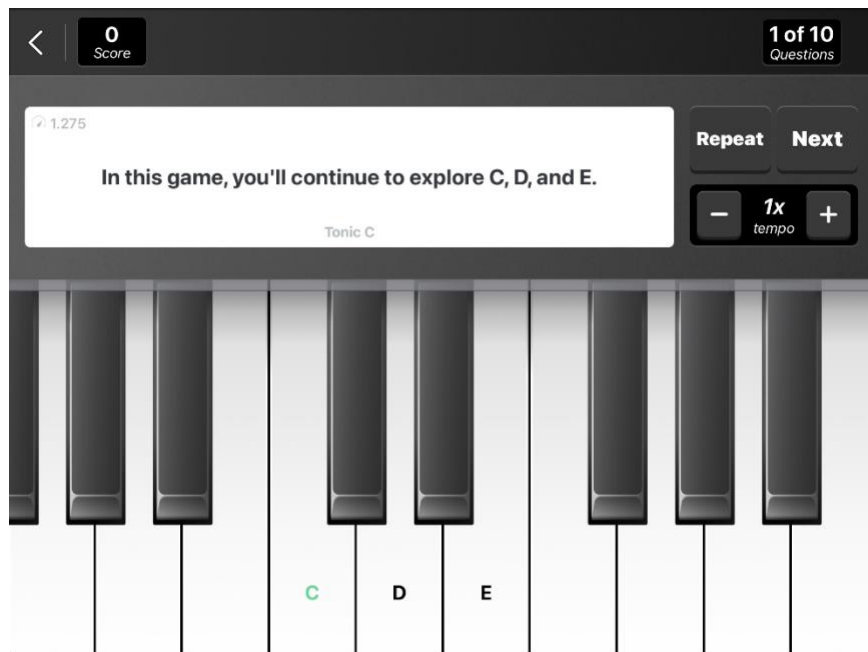 0
Score
1 of 10
Questions
1.275
In this game, you'll continue to explore C, D, and E.
Tonic C
Repeat
Next
− 1x +
tempo
C D E